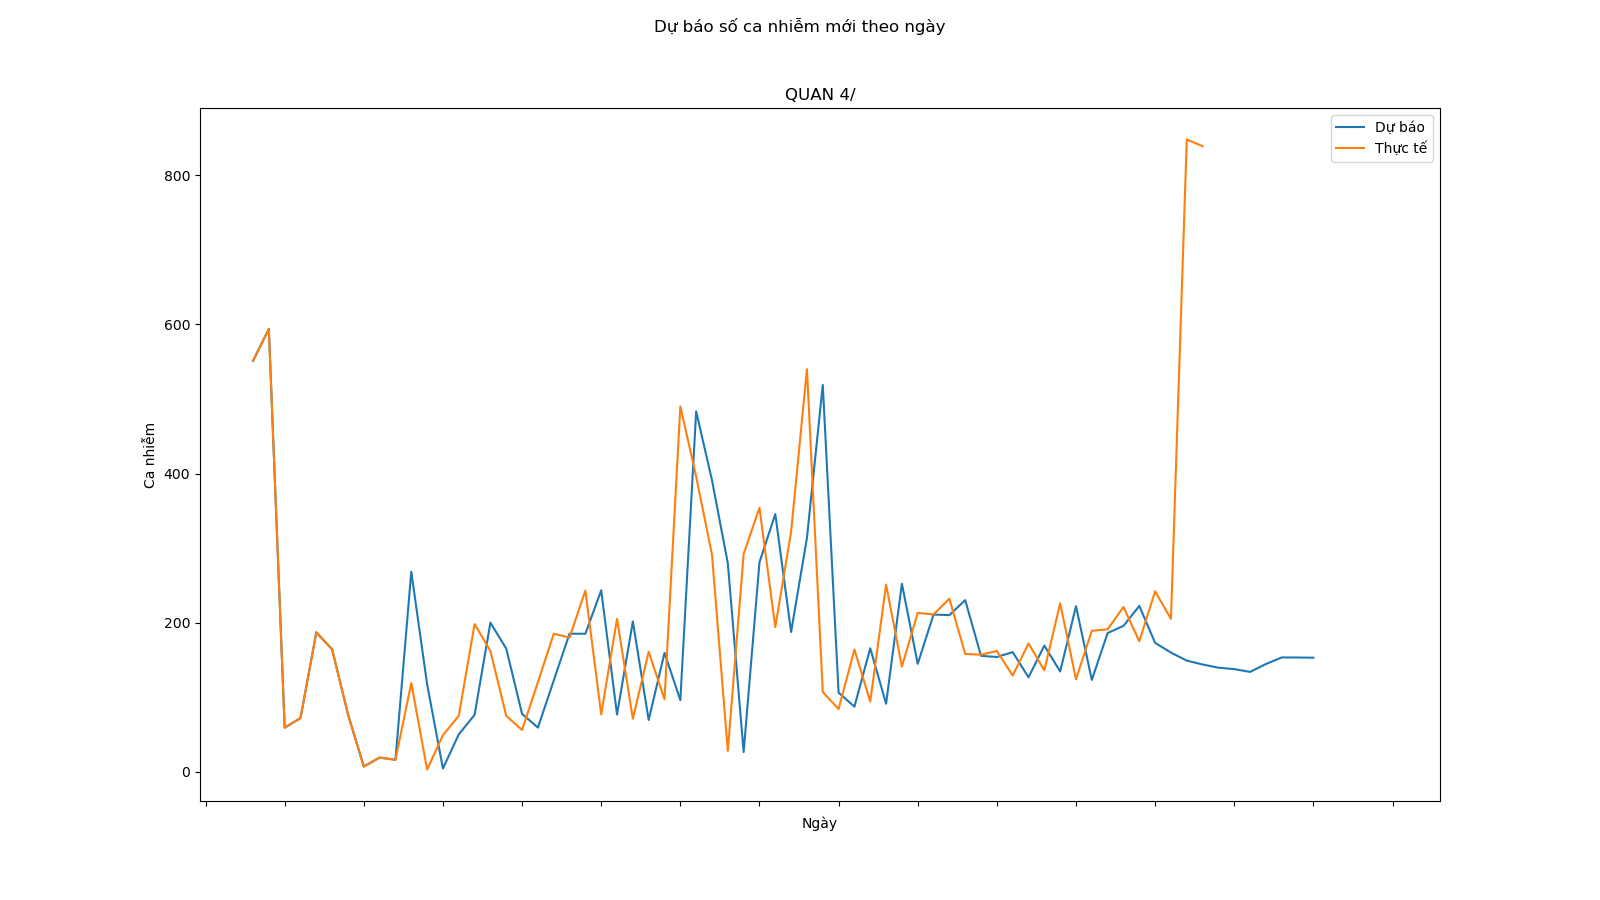 Dự báo số ca nhiễm mới theo ngày
QUAN 4/
Dự báo
Thực tế
800
600
400
200
0
Ca nhiễm
Ngày